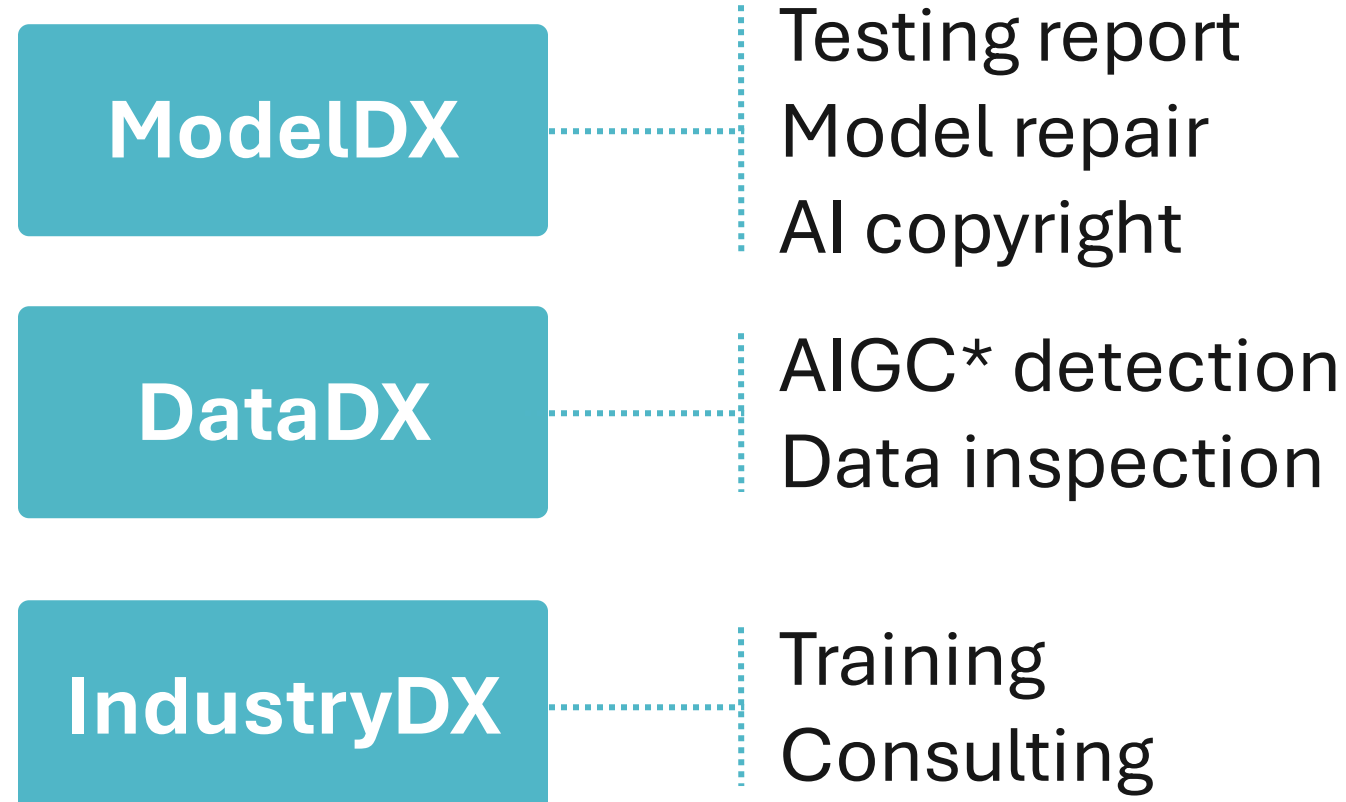 ModelDX
Testing report
Model repair
AI copyright
DataDX
AIGC* detection
Data inspection
IndustryDX
Training
Consulting